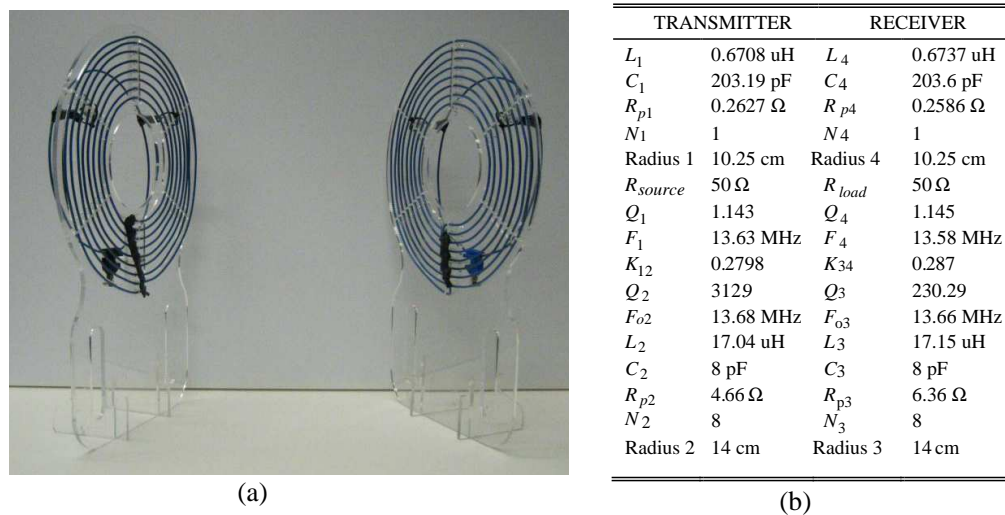 TRANSMITTER RECEIVER
L1 0.6708 uH L4 0.6737 uH
C1 203.19 pF C4 203.6 pF
Rp1 0.2627 Ω Rp4 0.2586 Ω
N1 1 N4 1
Radius 1 10.25 cm Radius 4 10.25 cm
Rsource 50 Ω Rload 50 Ω
Q1 1.143 Q4 1.145
F1 13.63 MHz F4 13.58 MHz
K12 0.2798 K34 0.287
Q2 3129 Q3 230.29
Fo2 13.68 MHz Fo3 13.66 MHz
L2 17.04 uH L3 17.15 uH
C2 8 pF C3 8 pF
Rp2 4.66 Ω Rp3 6.36 Ω
N2 8 N3 8
Radius 2 14 cm Radius 3 14 cm
(a) (b)